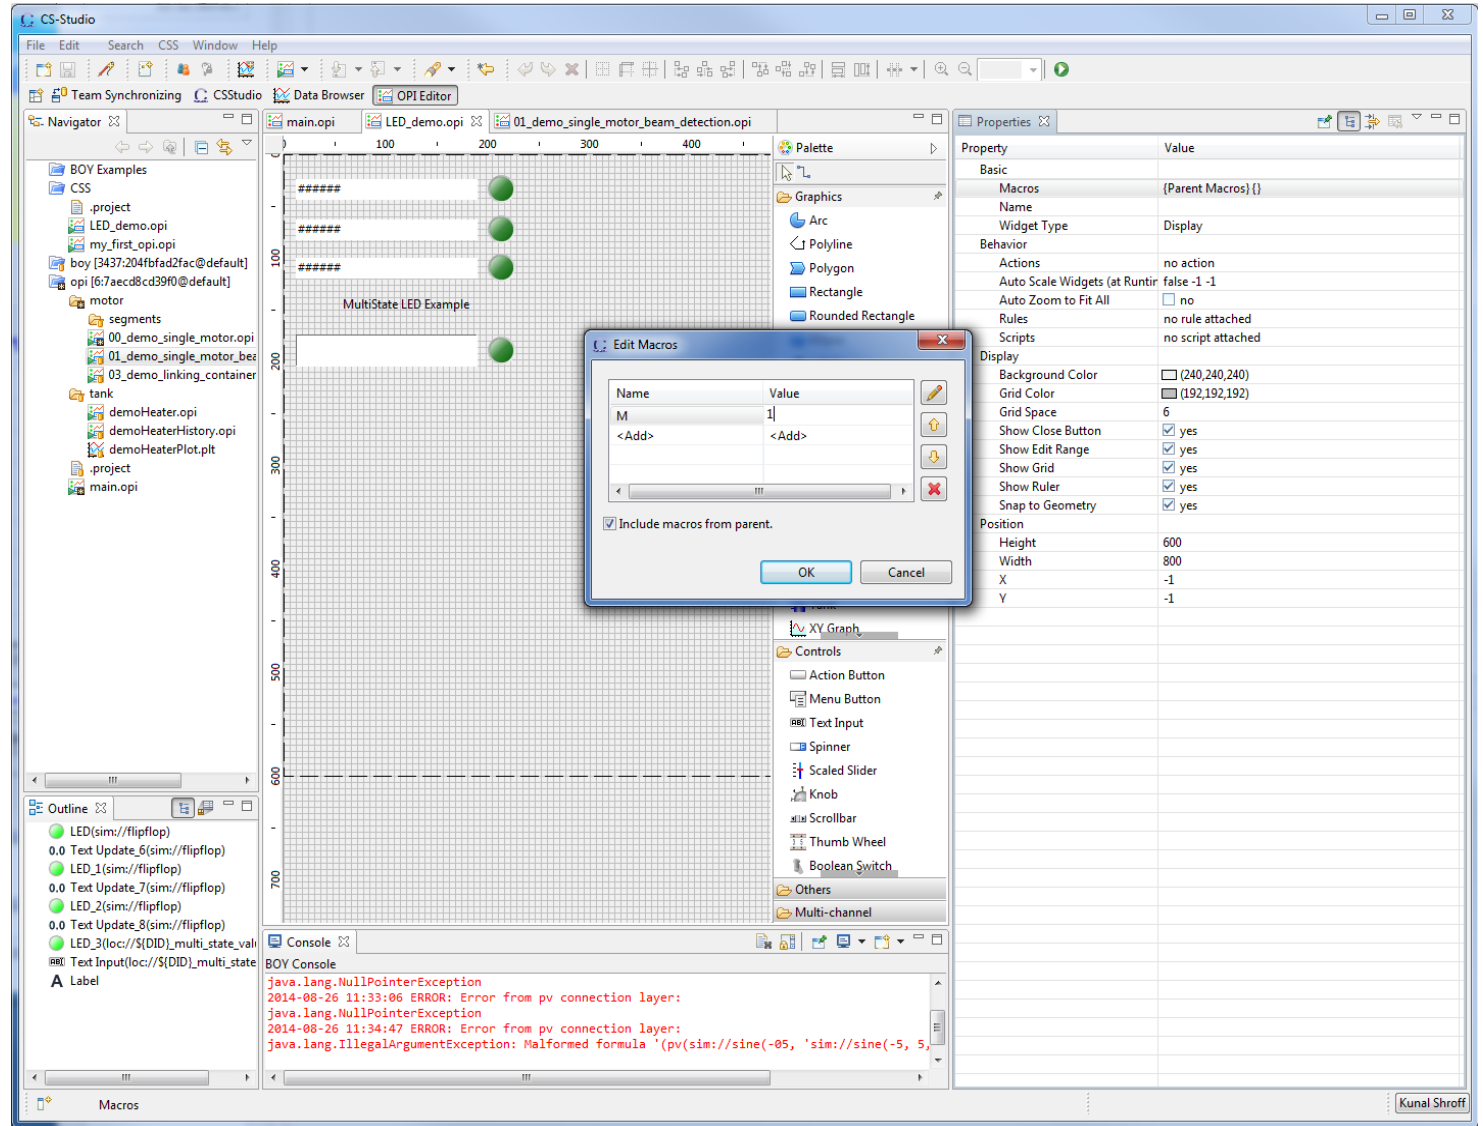 CS-Studio
File Edit Search CSS Window Help
Team Synchronizing CSStudio Data Browser OPI Editor
Navigator
BOY Examples
CSS
.project
LED_demo.opi
my_first_opi.opi
boy [3437:204fbfad2fac@default]
opi [6:7aecd8cd39f0@default]
motor
segments
00_demo_single_motor.opi
01_demo_single_motor_bea
03_demo_linking_container
tank
demoHeater.opi
demoHeaterHistory.opi
demoHeaterPlot.plt
.project
main.opi
Outline
LED(sim://flipflop)
0.0 Text Update_6(sim://flipflop)
LED_1(sim://flipflop)
0.0 Text Update_7(sim://flipflop)
LED_2(sim://flipflop)
0.0 Text Update_8(sim://flipflop)
LED_3(loc://${DID}_multi_state_val
Text Input(loc://${DID}_multi_state
A Label
main.opi LED_demo.opi 01_demo_single_motor_beam_detection.opi
0 100 200 300 400
100
200
300
400
500
600
700
######
######
######
MultiState LED Example
Palette
Graphics
Arc
Polyline
Polygon
Rectangle
Rounded Rectangle
Edit Macros
Name Value
M 1
<Add> <Add>
Include macros from parent.
OK Cancel
XY Graph
Controls
Action Button
Menu Button
Text Input
Spinner
Scaled Slider
Knob
Scrollbar
Thumb Wheel
Boolean Switch
Others
Multi-channel
Console
BOY Console
java.lang.NullPointerException
2014-08-26 11:33:06 ERROR: Error from pv connection layer:
java.lang.NullPointerException
2014-08-26 11:34:47 ERROR: Error from pv connection layer:
java.lang.IllegalArgumentException: Malformed formula '(pv(sim://sine(-05, 'sim://sine(-5, 5,
Properties
Property Value
Basic
Macros {Parent Macros}{}
Name
Widget Type Display
Behavior
Actions no action
Auto Scale Widgets (at Runtin false -1 -1
Auto Zoom to Fit All no
Rules no rule attached
Scripts no script attached
Display
Background Color (240,240,240)
Grid Color (192,192,192)
Grid Space 6
Show Close Button yes
Show Edit Range yes
Show Grid yes
Show Ruler yes
Snap to Geometry yes
Position
Height 600
Width 800
X -1
Y -1
Macros
Kunal Shroff